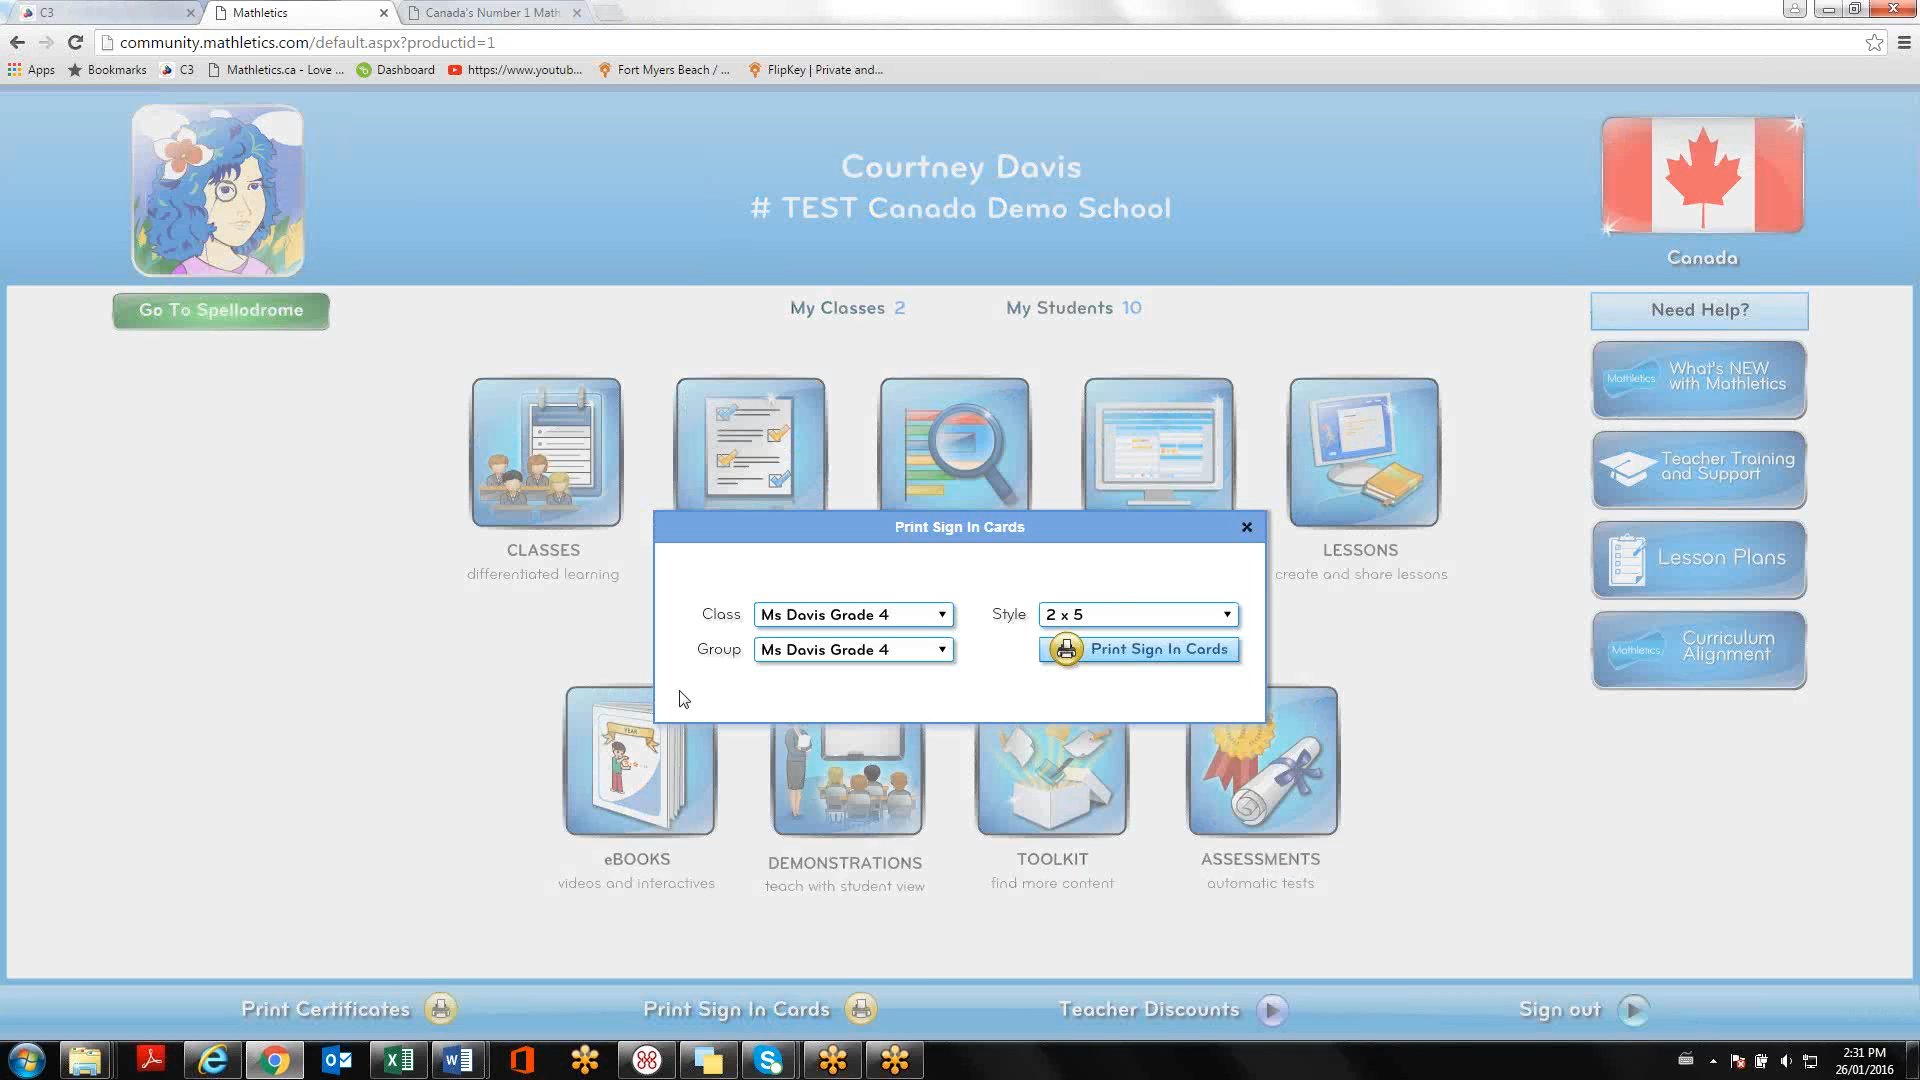 C3
Mathletics
Canada's Number 1 Math
community.mathletics.com/default.aspx?productid=1
Apps
Bookmarks
C3
Mathletics.ca - Love ...
Dashboard
https://www.youtub...
Fort Myers Beach / ...
FlipKey | Private and...
Courtney Davis
# TEST Canada Demo School
Canada
Go To Spellodrome
My Classes 2
My Students 10
Need Help?
Mathletics
What's NEW
with Mathletics
Teacher Training
and Support
Lesson Plans
Mathletics
Curriculum
Alignment
CLASSES
differentiated learning
LESSONS
create and share lessons
Print Sign In Cards
Class
Ms Davis Grade 4
Style
2 x 5
Group
Ms Davis Grade 4
Print Sign In Cards
YEAR
eBOOKS
videos and interactives
DEMONSTRATIONS
teach with student view
TOOLKIT
find more content
ASSESSMENTS
automatic tests
Print Certificates
Print Sign In Cards
Teacher Discounts
Sign out
2:31 PM
26/01/2016